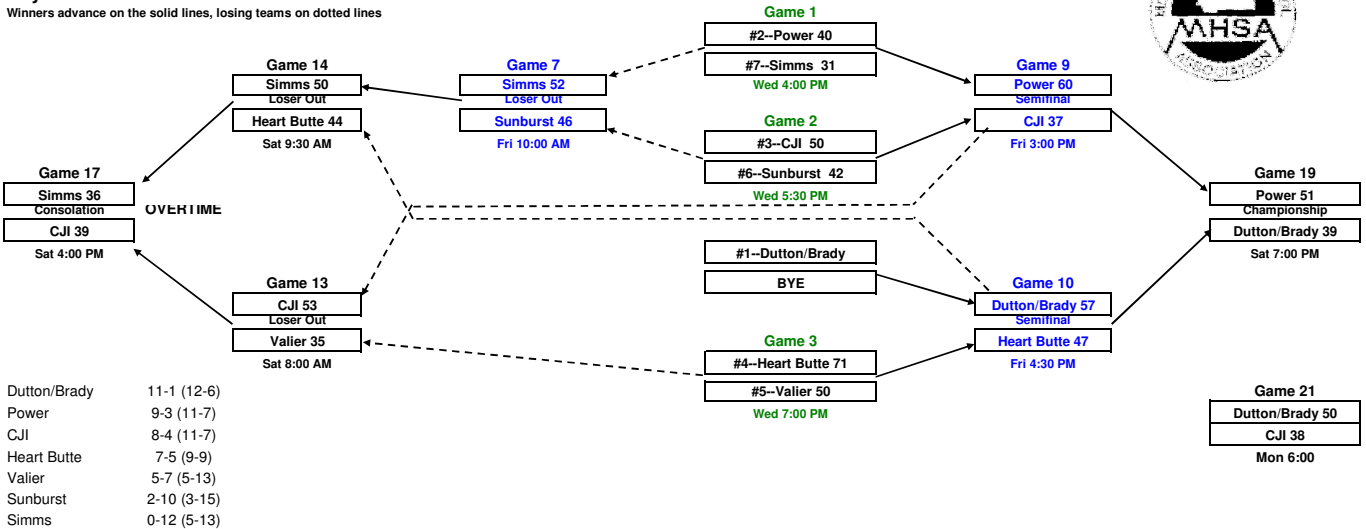 Winners advance on the solid lines, losing teams on dotted lines
Game 1
#2--Power 40
#7--Simms 31
Wed 4:00 PM
Game 2
#3--CJI 50
#6--Sunburst 42
Wed 5:30 PM
#1--Dutton/Brady
BYE
Game 3
#4--Heart Butte 71
#5--Valier 50
Wed 7:00 PM
Game 7
Simms 52
Loser Out
Sunburst 46
Fri 10:00 AM
Game 9
Power 60
Semifinal
CJI 37
Fri 3:00 PM
Game 10
Dutton/Brady 57
Semifinal
Heart Butte 47
Fri 4:30 PM
Game 14
Simms 50
Loser Out
Heart Butte 44
Sat 9:30 AM
Game 13
CJI 53
Loser Out
Valier 35
Sat 8:00 AM
Game 17
Simms 36
Consolation
CJI 39
Sat 4:00 PM
OVERTIME
Game 19
Power 51
Championship
Dutton/Brady 39
Sat 7:00 PM
Game 21
Dutton/Brady 50
CJI 38
Mon 6:00
Dutton/Brady 11-1 (12-6)
Power 9-3 (11-7)
CJI 8-4 (11-7)
Heart Butte 7-5 (9-9)
Valier 5-7 (5-13)
Sunburst 2-10 (3-15)
Simms 0-12 (5-13)
MHSA
ASSOCIATION